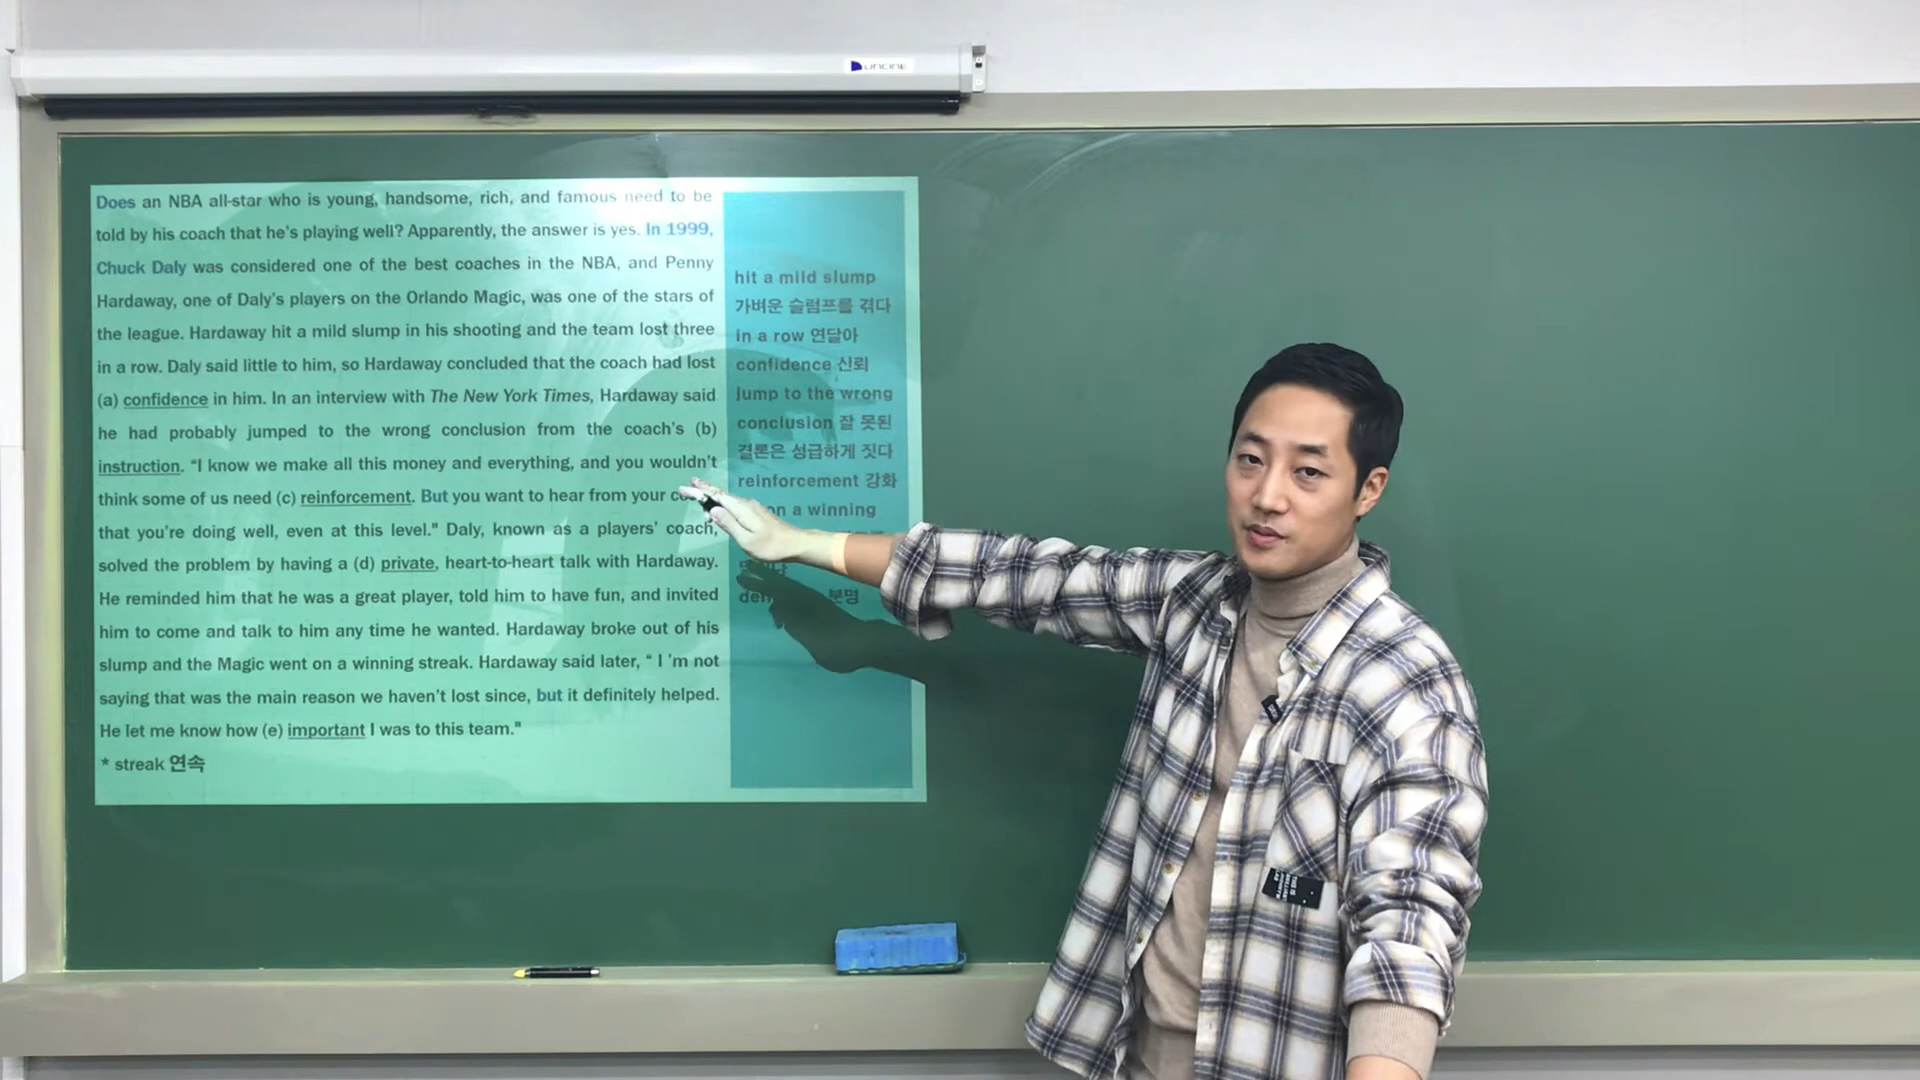 UNCINE
Does an NBA all-star who is young, handsome, rich, and famous need to be
told by his coach that he's playing well? Apparently, the answer is yes. In 1999,
Chuck Daly was considered one of the best coaches in the NBA, and Penny
Hardaway, one of Daly's players on the Orlando Magic, was one of the stars of
the league. Hardaway hit a mild slump in his shooting and the team lost three
in a row. Daly said little to him, so Hardaway concluded that the coach had lost
(a) confidence in him. In an interview with The New York Times, Hardaway said
he had probably jumped to the wrong conclusion from the coach's (b)
instruction. "I know we make all this money and everything, and you wouldn't
think some of us need (c) reinforcement. But you want to hear from your
that you're doing well, even at this level." Daly, known as a players' coach,
solved the problem by having a (d) private, heart-to-heart talk with Hardaway.
He reminded him that he was a great player, told him to have fun, and invited
him to come and talk to him any time he wanted. Hardaway broke out of his
slump and the Magic went on a winning streak. Hardaway said later, " I 'm not
saying that was the main reason we haven't lost since, but it definitely helped.
He let me know how (e) important I was to this team."
* streak 연속
hit a mild slump
가벼운 슬럼프를 겪다
in a row 연달아
confidence 신뢰
jump to the wrong
conclusion 잘 못된
결론은 성급하게 짓다
reinforcement 강화
on a winning
분명